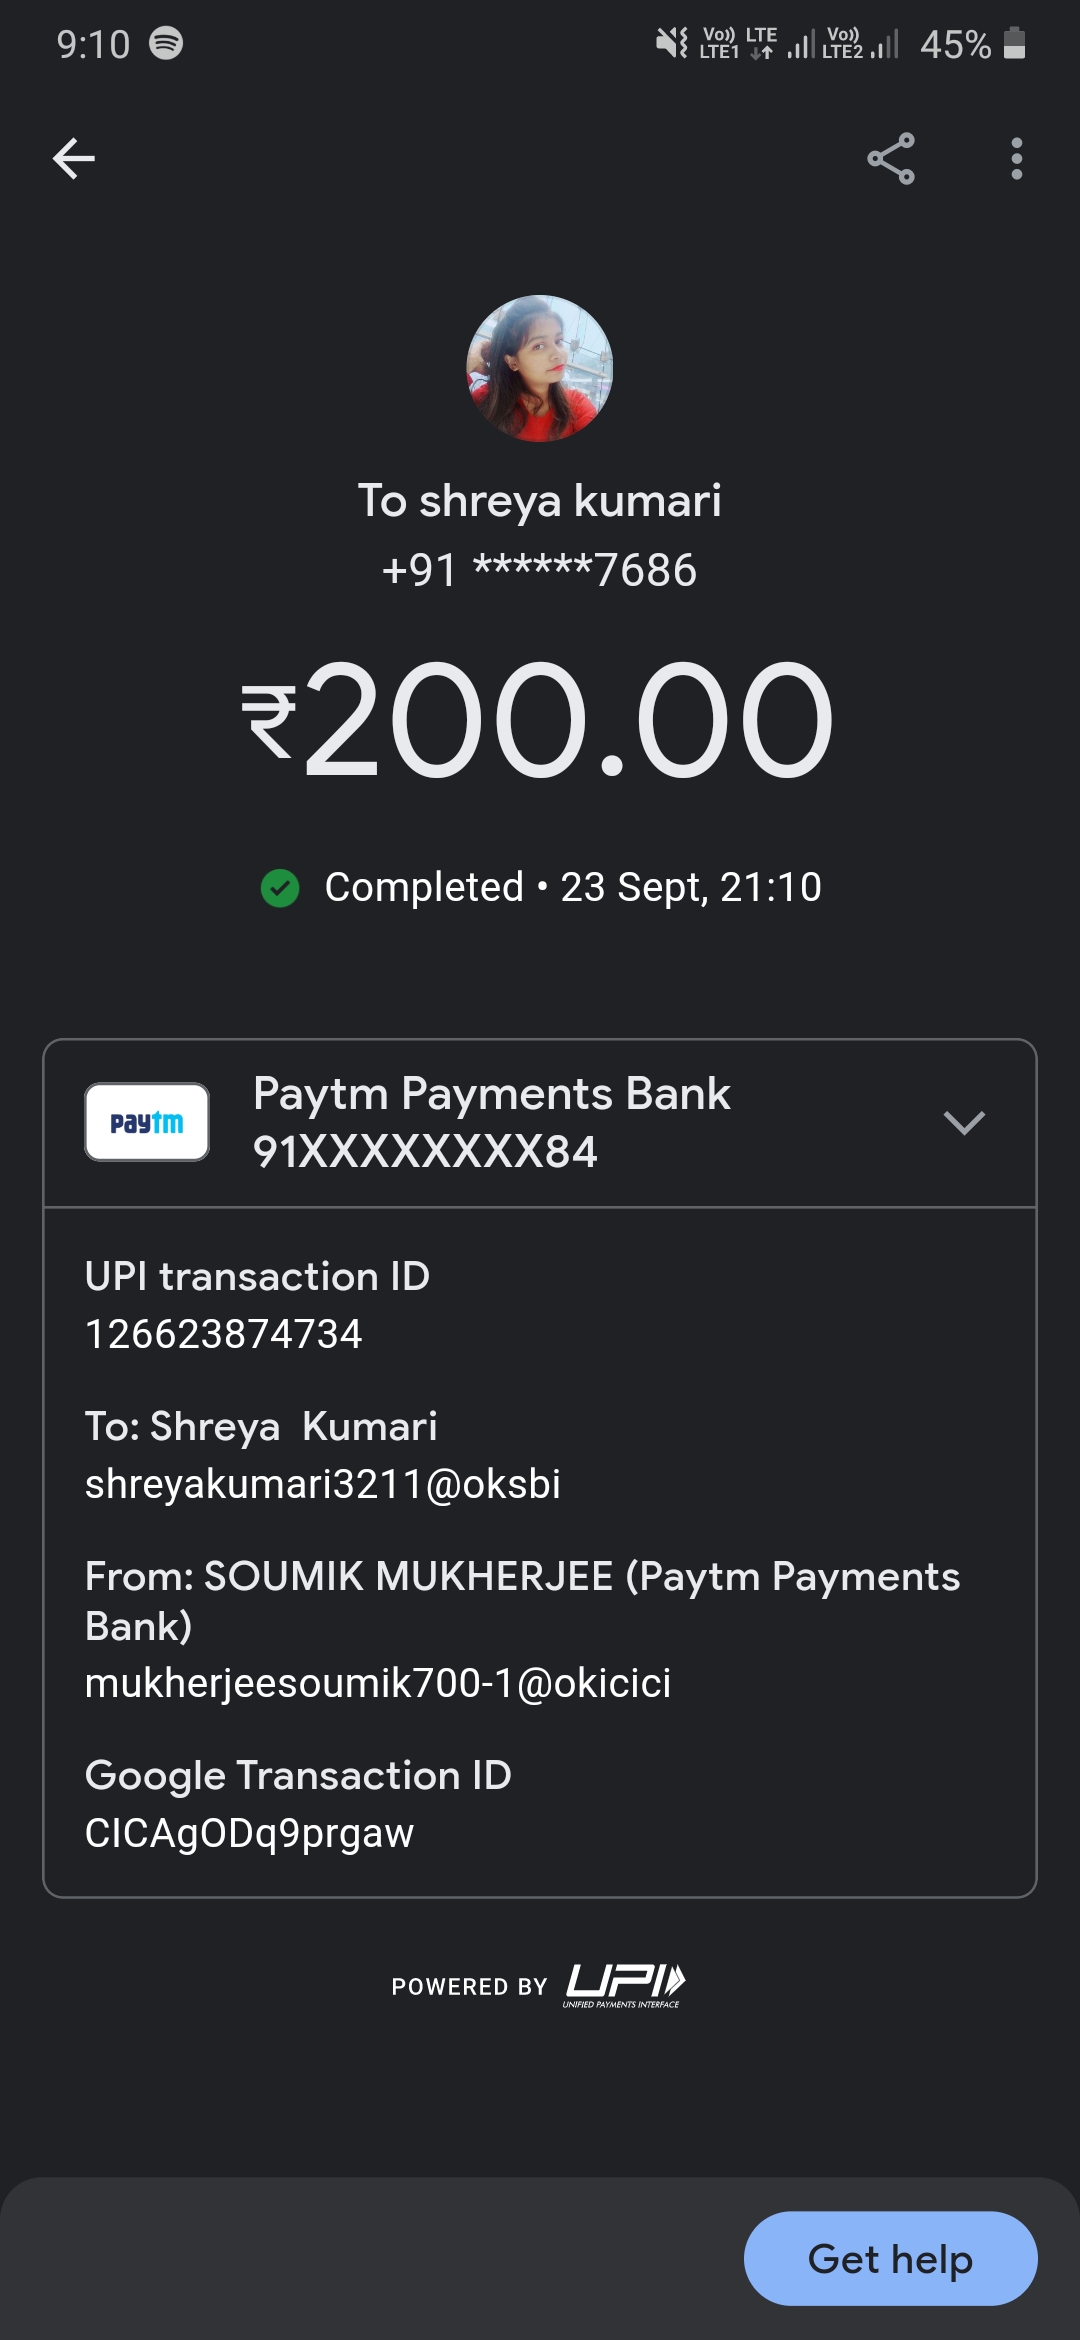 9:10
Vo)) LTE
LTE1
Vo))
LTE2
45%
To shreya kumari
+91 ******7686
₹200.00
Completed • 23 Sept, 21:10
paytm
Paytm Payments Bank
91XXXXXXXX84
UPI transaction ID
126623874734
To: Shreya  Kumari
shreyakumari3211@oksbi
From: SOUMIK MUKHERJEE (Paytm Payments
Bank)
mukherjeesoumik700-1@okicici
Google Transaction ID
CICAgODq9prgaw
POWERED BY UPI
UNIFIED PAYMENTS INTERFACE
Get help